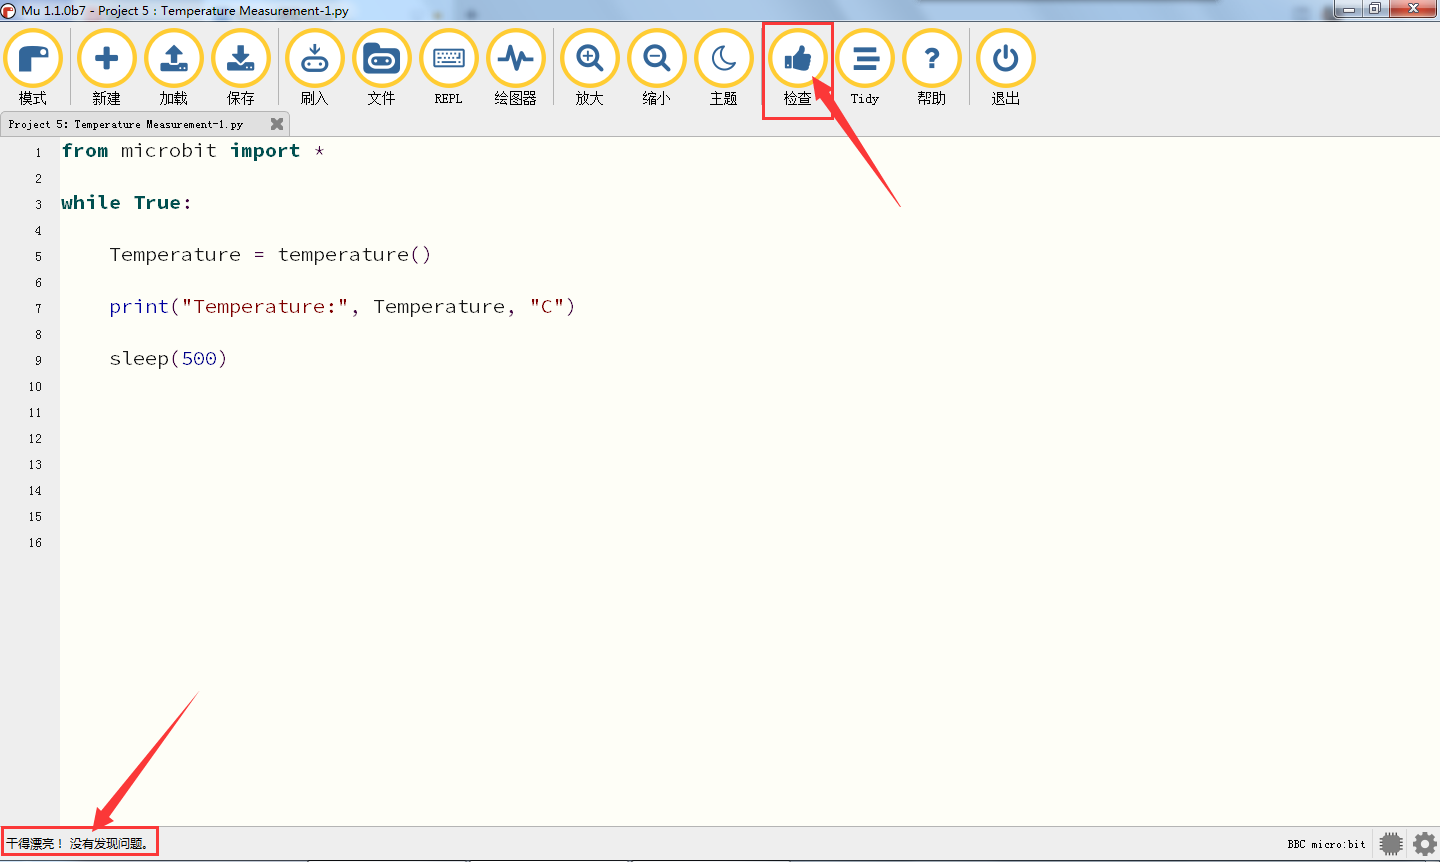 Mu 1.1.0b7 - Project 5 : Temperature Measurement-1.py
模式 新建 加载 保存 刷入 文件 REPL 绘图器 放大 缩小 主题 检查 Tidy 帮助 退出
Project 5: Temperature Measurement-1.py
1 from microbit import *
2
3 while True:
4
5 Temperature = temperature()
6
7 print("Temperature:", Temperature, "C")
8
9 sleep(500)
10
11
12
13
14
15
16
干得漂亮！ 没有发现问题。 BBC micro:bit